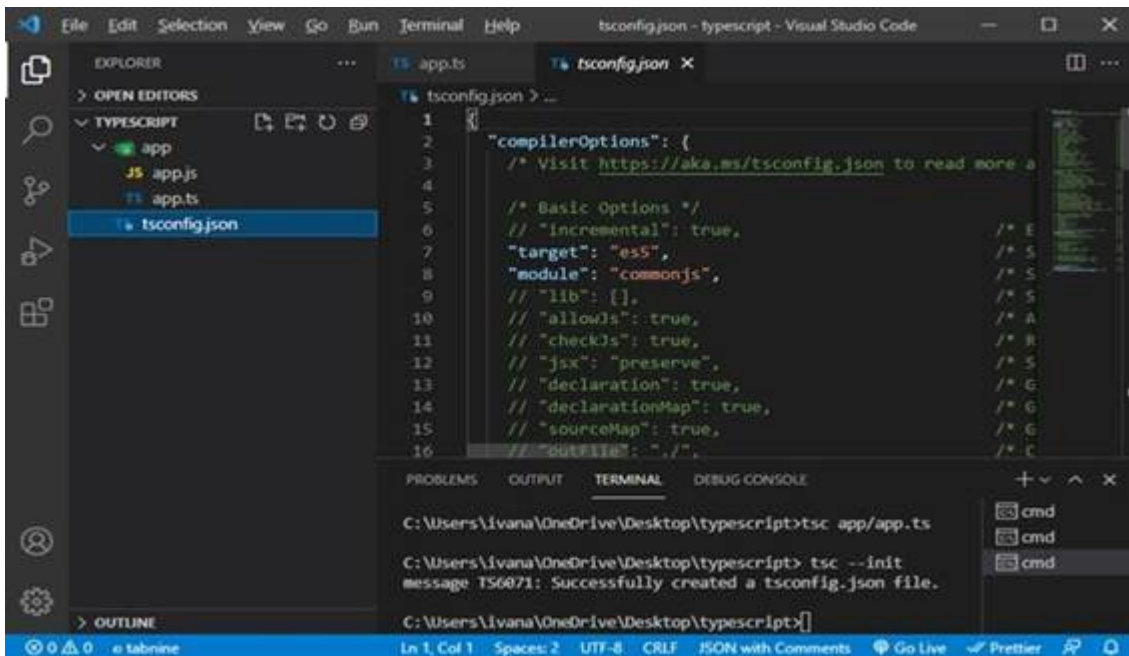 File Edit Selection View Go Run Terminal Help tsconfig.json - typescript - Visual Studio Code
EXPLORER
OPEN EDITORS
TYPESCRIPT
app
JS app.js
TS app.ts
tsconfig.json
TS app.ts
tsconfig.json
tsconfig.json > ...
1 {
2 "compilerOptions": {
3 /* Visit https://aka.ms/tsconfig.json to read more a
4
5 /* Basic Options */
6 // "incremental": true, /* E
7 "target": "es5", /* S
8 "module": "commonjs", /* S
9 // "lib": [], /* S
10 // "allowJs": true, /* A
11 // "checkJs": true, /* R
12 // "jsx": "preserve", /* S
13 // "declaration": true, /* G
14 // "declarationMap": true, /* G
15 // "sourceMap": true, /* G
16 // "outFile": "./", /* C
PROBLEMS OUTPUT TERMINAL DEBUG CONSOLE
C:\Users\ivana\OneDrive\Desktop\typescript>tsc app/app.ts
C:\Users\ivana\OneDrive\Desktop\typescript> tsc --init
message TS6071: Successfully created a tsconfig.json file.
C:\Users\ivana\OneDrive\Desktop\typescript>
cmd
cmd
cmd
OUTLINE
0 0 tabnine Ln 1, Col 1 Spaces: 2 UTF-8 CRLF JSON with Comments Go Live Prettier